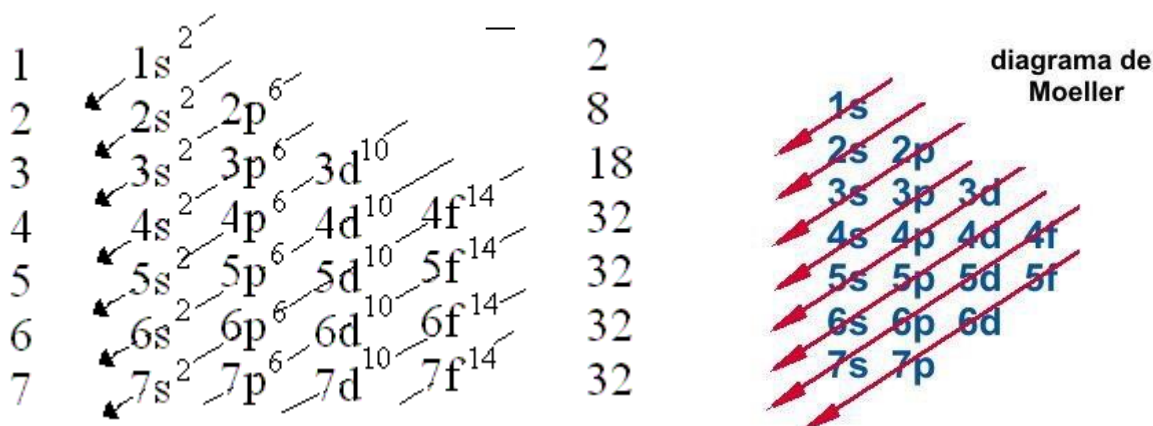 1 1s² 2
2 2s² 2p⁶ 8
3 3s² 3p⁶ 3d¹⁰ 18
4 4s² 4p⁶ 4d¹⁰ 4f¹⁴ 32
5 5s² 5p⁶ 5d¹⁰ 5f¹⁴ 32
6 6s² 6p⁶ 6d¹⁰ 6f¹⁴ 32
7 7s² 7p⁶ 7d¹⁰ 7f¹⁴ 32
diagrama de
Moeller
1s
2s 2p
3s 3p 3d
4s 4p 4d 4f
5s 5p 5d 5f
6s 6p 6d
7s 7p